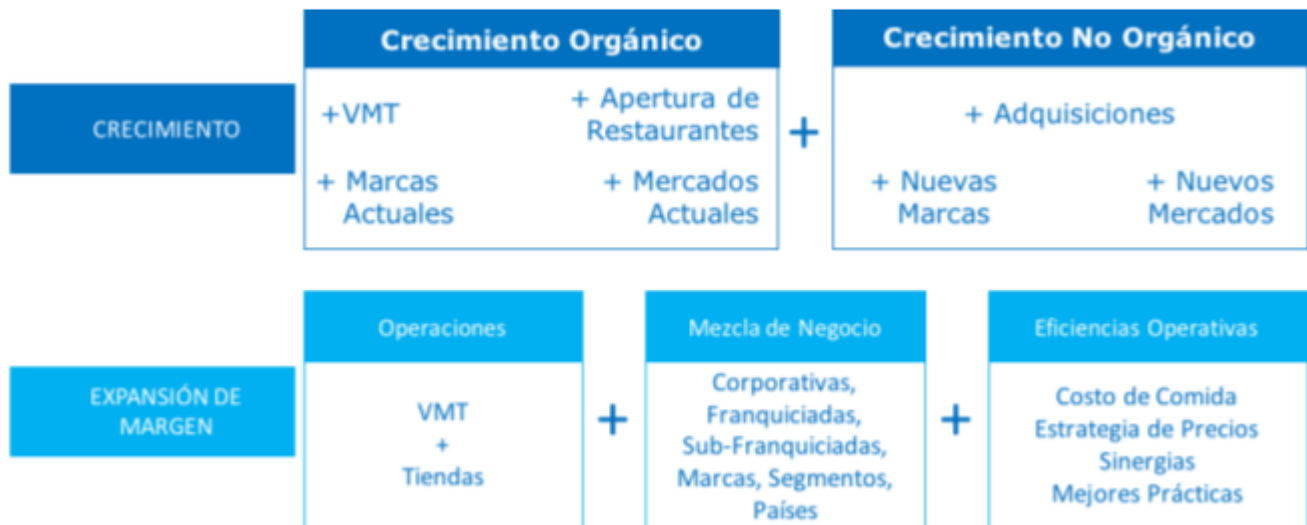 Crecimiento Orgánico
Crecimiento No Orgánico
CRECIMIENTO
+VMT
+ Apertura de
Restaurantes
+ Marcas
Actuales
+ Mercados
Actuales
+
+ Adquisiciones
+ Nuevas
Marcas
+ Nuevos
Mercados
EXPANSIÓN DE
MARGEN
Operaciones
VMT
+
Tiendas
+
Mezcla de Negocio
Corporativas,
Franquiciadas,
Sub-Franquiciadas,
Marcas, Segmentos,
Países
+
Eficiencias Operativas
Costo de Comida
Estrategia de Precios
Sinergias
Mejores Prácticas